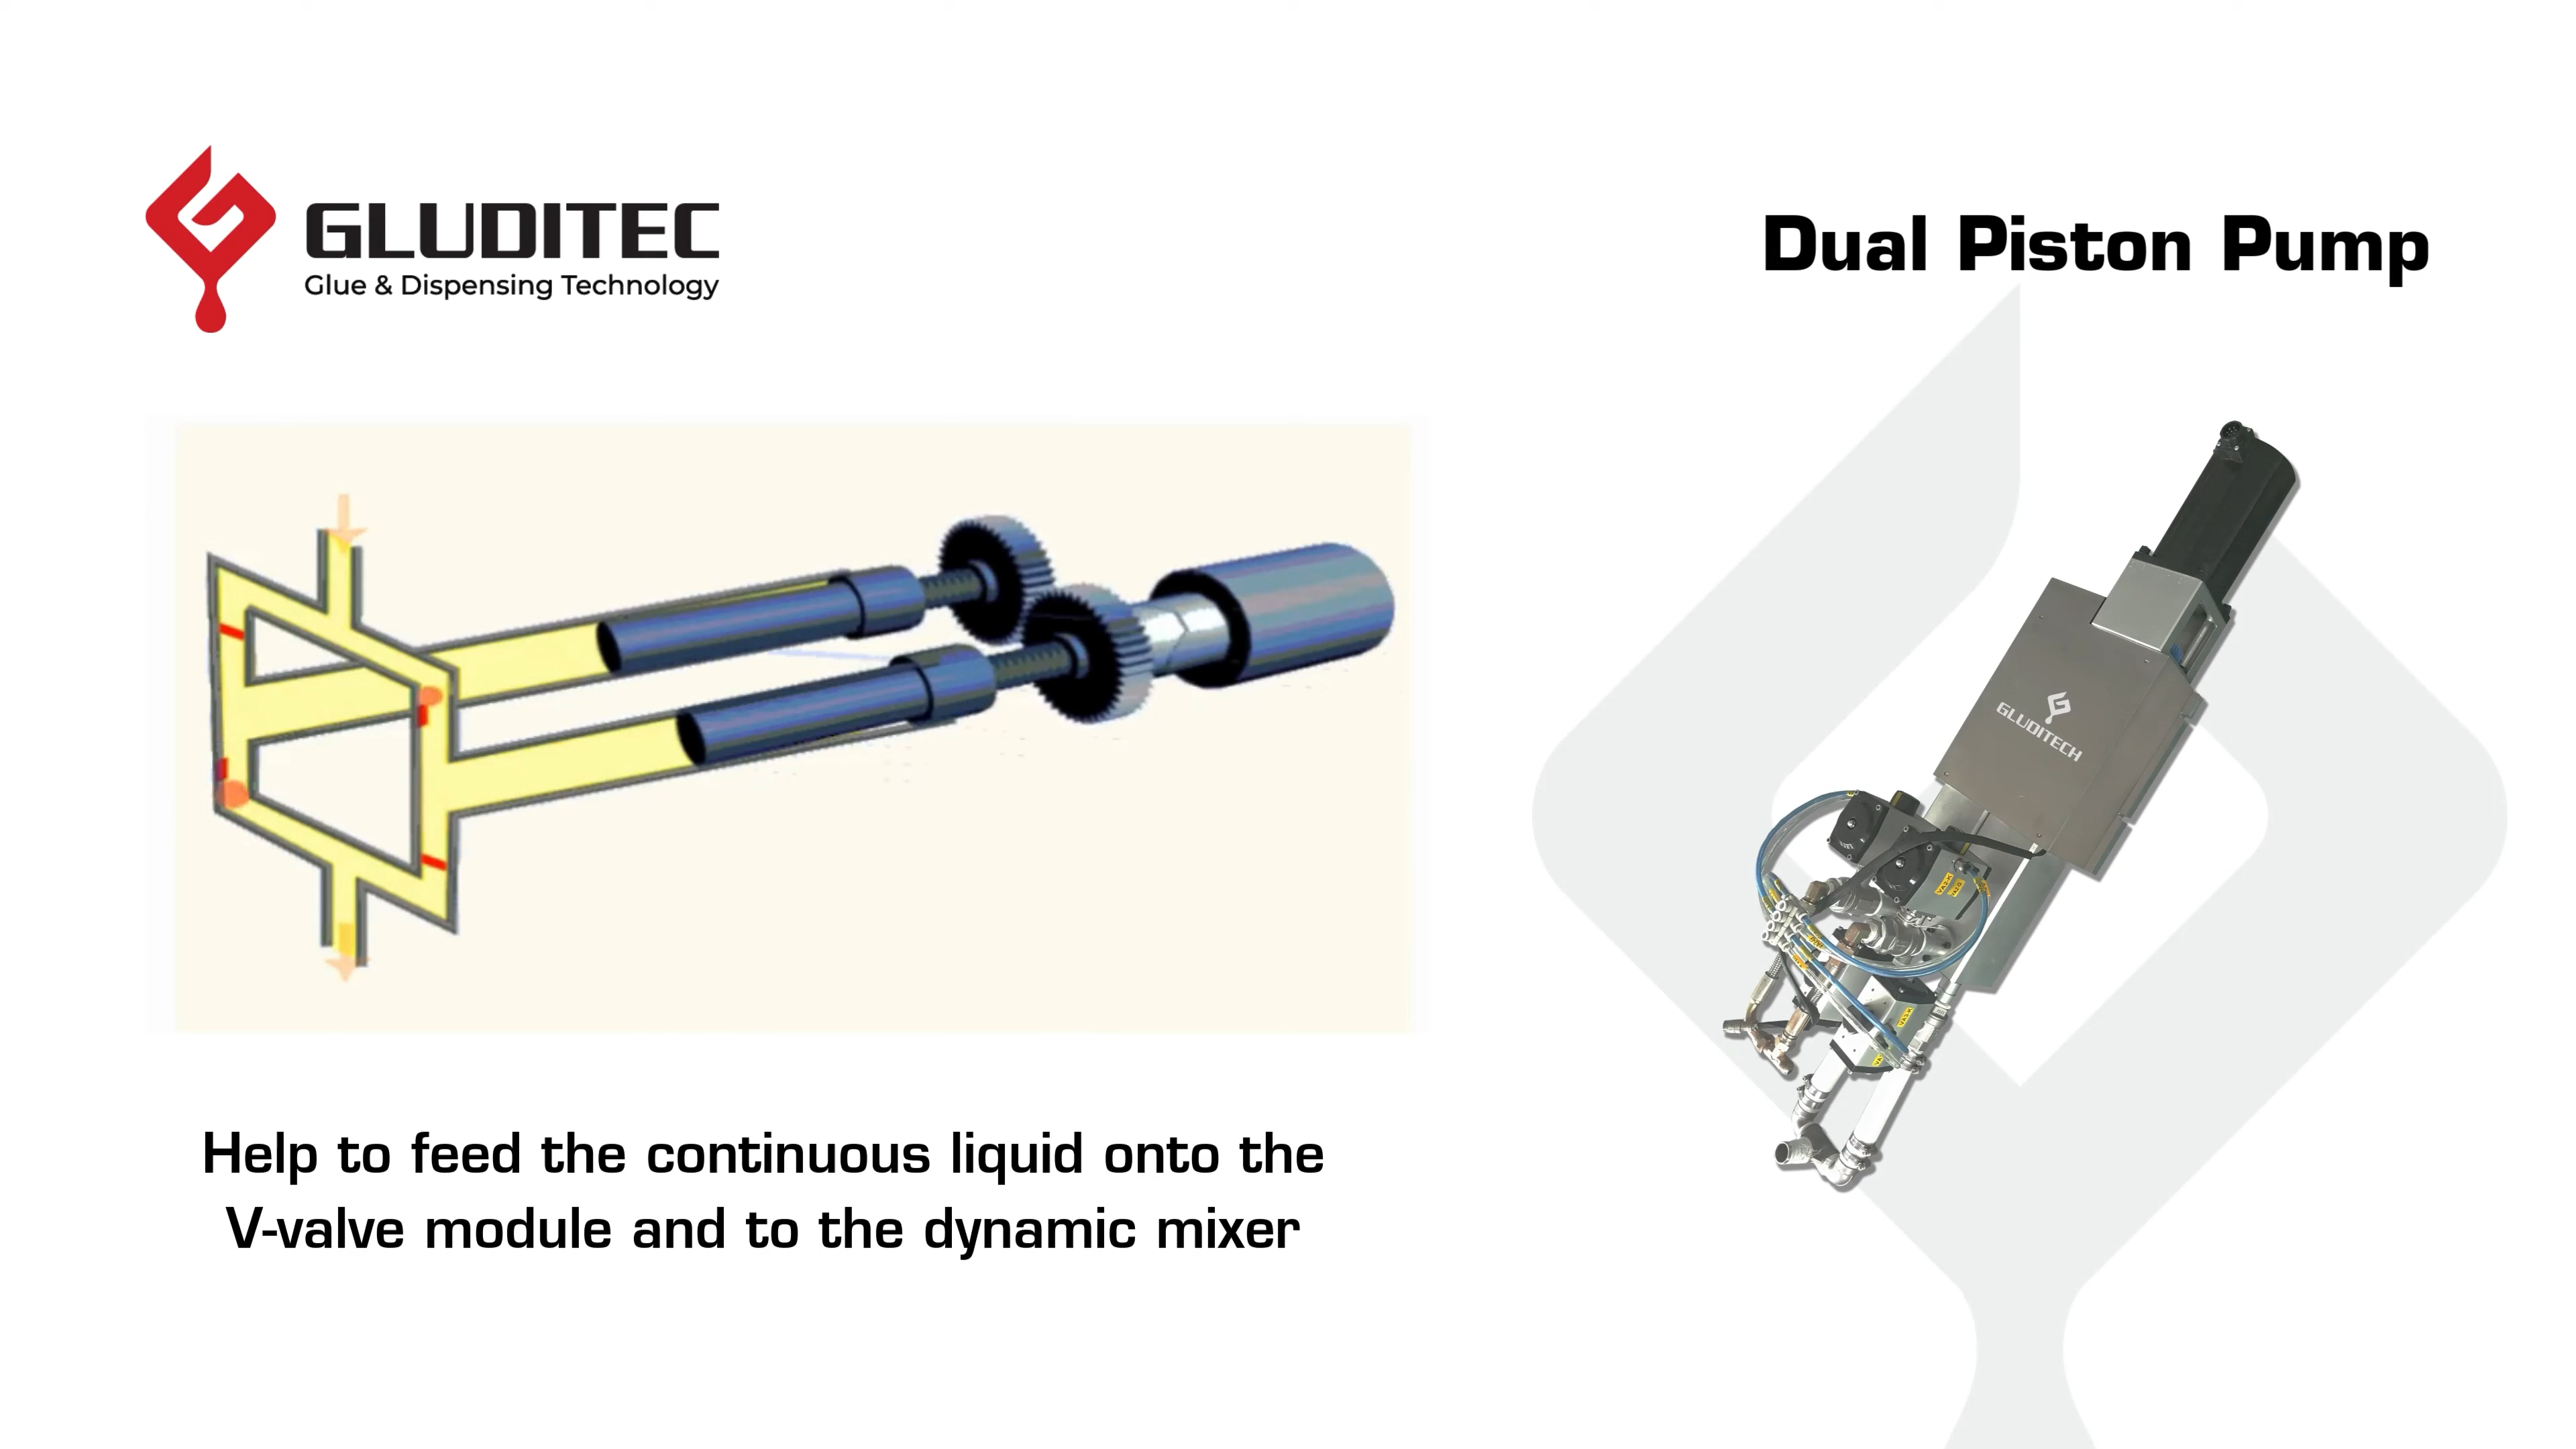 GLUDITEC
Glue & Dispensing Technology
Dual Piston Pump
GLUDITECH
Help to feed the continuous liquid onto the
V-valve module and to the dynamic mixer